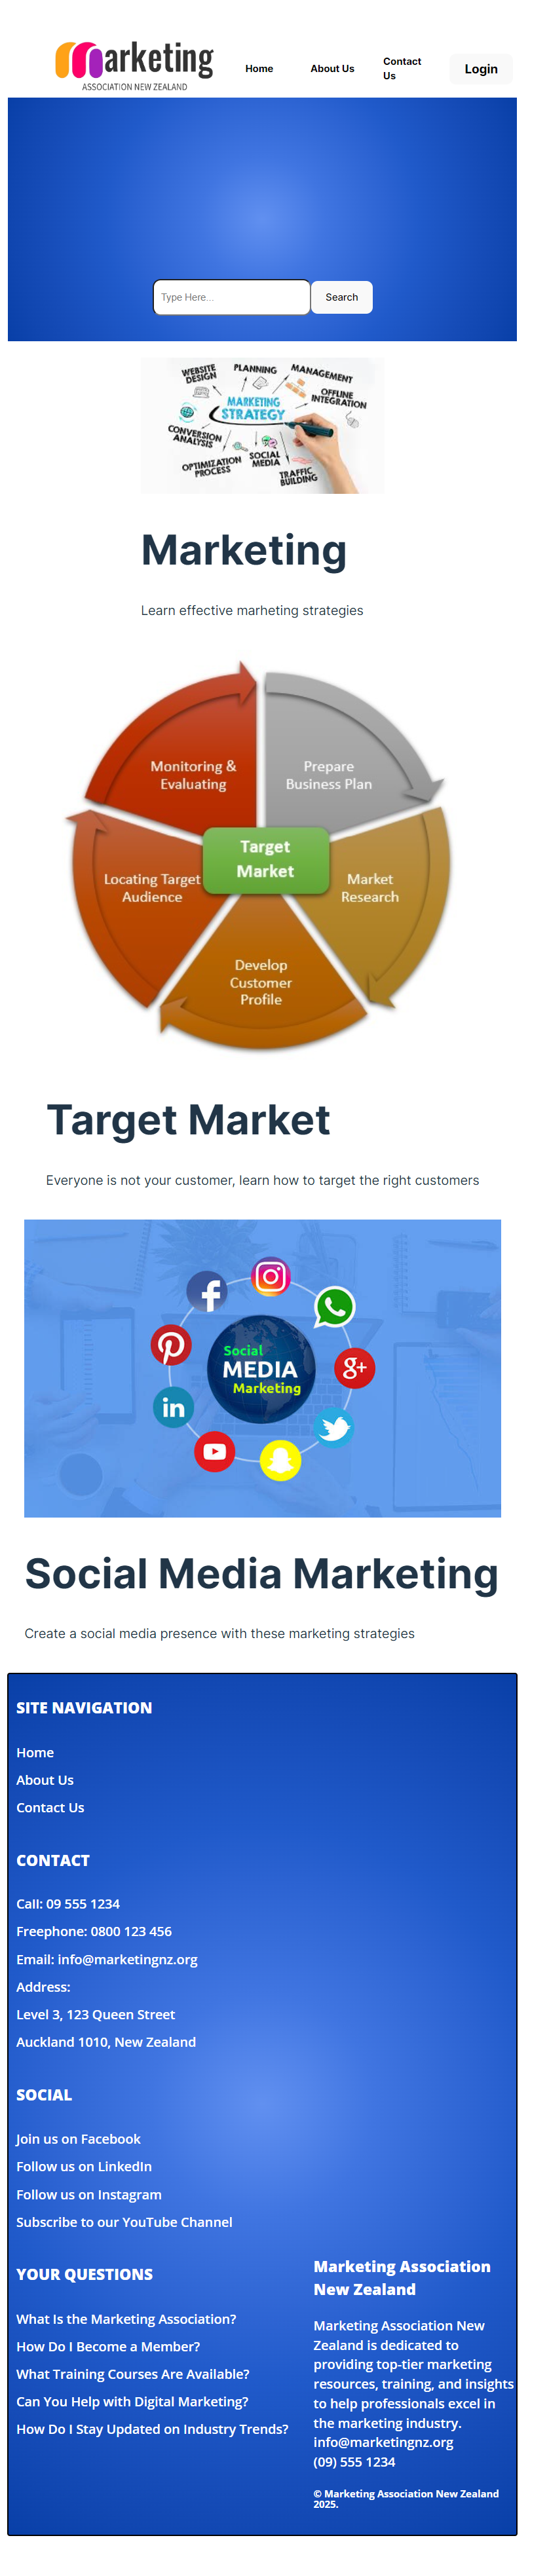 marketing
ASSOCIATION NEW ZEALAND
Home
About Us
Contact
Us
Login
Type Here...
Search
WEBSITE
DESIGN
PLANNING
MANAGEMENT
OFFLINE
INTEGRATION
MARKETING
STRATEGY
CONVERSION
ANALYSIS
OPTIMIZATION
PROCESS
SOCIAL
MEDIA
TRAFFIC
BUILDING
Marketing
Learn effective marheting strategies
Monitoring &
Evaluating
Prepare
Business Plan
Target
Market
Locating Target
Audience
Market
Research
Develop
Customer
Profile
Target Market
Everyone is not your customer, learn how to target the right customers
Social
MEDIA
Marketing
Social Media Marketing
Create a social media presence with these marketing strategies
SITE NAVIGATION
Home
About Us
Contact Us
CONTACT
Call: 09 555 1234
Freephone: 0800 123 456
Email: info@marketingnz.org
Address:
Level 3, 123 Queen Street
Auckland 1010, New Zealand
SOCIAL
Join us on Facebook
Follow us on LinkedIn
Follow us on Instagram
Subscribe to our YouTube Channel
YOUR QUESTIONS
What Is the Marketing Association?
How Do I Become a Member?
What Training Courses Are Available?
Can You Help with Digital Marketing?
How Do I Stay Updated on Industry Trends?
Marketing Association
New Zealand
Marketing Association New
Zealand is dedicated to
providing top-tier marketing
resources, training, and insights
to help professionals excel in
the marketing industry.
info@marketingnz.org
(09) 555 1234
© Marketing Association New Zealand
2025.